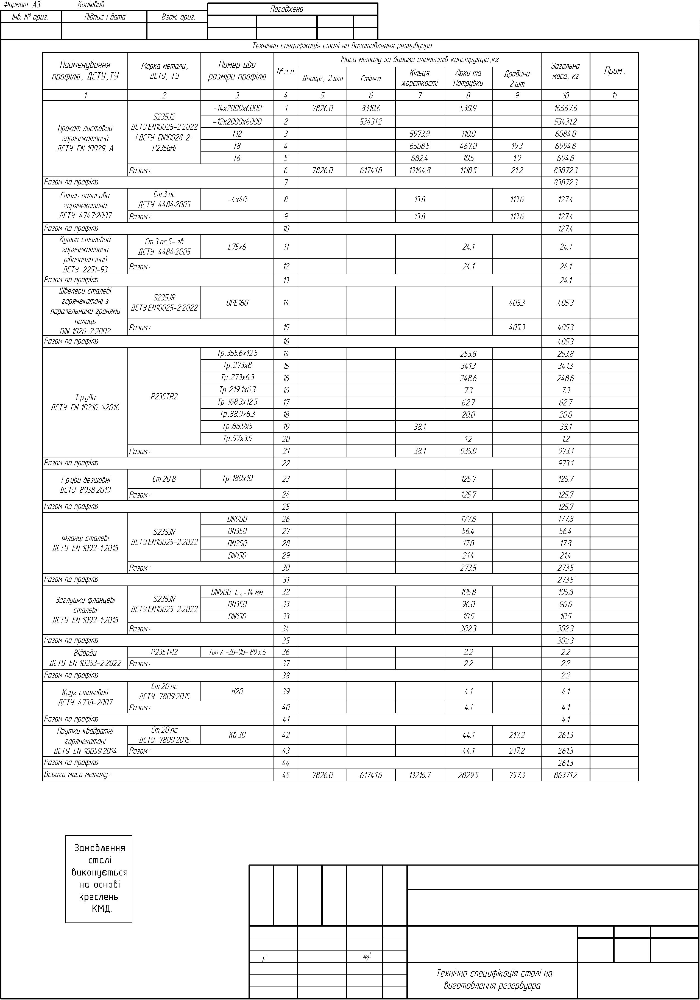 Формат А3 Копіював
Інв. № ориг. Підпис і дата Взам. ориг. Погоджено:
Технічна специфікація сталі на виготовлення резервуара
Найменування профілю, ДСТУ, ТУ Марка металу, ДСТУ, ТУ Номер або розміри профілю № з.п. Маса металу за видами елементів конструкцій, кг Загальна маса, кг Прим.
Днище, 2 шт Стінка Кільця жорсткості Люки та Патрубки Драбини 2 шт
1 2 3 4 5 6 7 8 9 10 11
Прокат листовий гарячекатаний ДСТУ EN 10029, А
S235J2 ДСТУ EN10025-2:2022 (ДСТУ EN10028-2-P235GH)
-14х2000х6000 1 7826.0 8310.6 530.9 16667.6
-12х2000х6000 2 53431.2 53431.2
t12 3 5973.9 110.0 6084.0
t8 4 6508.5 467.0 19.3 6994.8
t6 5 682.4 10.5 1.9 694.8
Разом: 6 7826.0 61741.8 13164.8 1118.5 21.2 83872.3
Разом по профілю 7 83872.3
Сталь полосова гарячекатана ДСТУ 4747:2007
Ст 3 пс ДСТУ 4484:2005 -4х40 8 13.8 113.6 127.4
Разом: 9 13.8 113.6 127.4
Разом по профілю 10 127.4
Кутик сталевий гарячекатаний рівнополичний ДСТУ 2251-93
Ст 3 пс 5- зв ДСТУ 4484:2005 L75х6 11 24.1 24.1
Разом: 12 24.1 24.1
Разом по профілю 13 24.1
Швелери сталеві гарячекатані з паралельними гранями полиць DIN 1026-2:2002
S235JR ДСТУ EN10025-2:2022 UPE160 14 405.3 405.3
Разом: 15 405.3 405.3
Разом по профілю 16 405.3
Труби ДСТУ EN 10216-1:2016
P235TR2
Тр.355.6х12.5 14 253.8 253.8
Тр.273х8 15 341.3 341.3
Тр.273х6.3 16 248.6 248.6
Тр.219.1х6.3 16 7.3 7.3
Тр.168.3х12.5 17 62.7 62.7
Тр.88.9х6.3 18 20.0 20.0
Тр.88.9х5 19 38.1 38.1
Тр.57х3.5 20 1.2 1.2
Разом: 21 38.1 935.0 973.1
Разом по профілю 22 973.1
Труби безшовні ДСТУ 8938:2019
Ст 20 В Тр.180х10 23 125.7 125.7
Разом: 24 125.7 125.7
Разом по профілю 25 125.7
Фланці сталеві ДСТУ EN 1092-1:2018
S235JR ДСТУ EN10025-2:2022
DN900 26 177.8 177.8
DN350 27 56.4 56.4
DN250 28 17.8 17.8
DN150 29 21.4 21.4
Разом: 30 273.5 273.5
Разом по профілю 31 273.5
Заглушки фланцеві сталеві ДСТУ EN 1092-1:2018
S235JR ДСТУ EN10025-2:2022
DN900 C4=14 мм 32 195.8 195.8
DN350 33 96.0 96.0
DN150 33 10.5 10.5
Разом: 34 302.3 302.3
Разом по профілю 35 302.3
Відводи ДСТУ EN 10253-2:2022
P235TR2 Тип А -3D-90- 89 х 6 36 2.2 2.2
Разом: 37 2.2 2.2
Разом по профілю 38 2.2
Круг сталевий ДСТУ 4738-2007
Ст 20 пс ДСТУ 7809:2015 d20 39 4.1 4.1
Разом: 40 4.1 4.1
Разом по профілю 41 4.1
Прутки квадратні гарячекатані ДСТУ EN 10059:2014
Ст 20 пс ДСТУ 7809:2015 Кв 30 42 44.1 217.2 261.3
Разом: 43 44.1 217.2 261.3
Разом по профілю 44 261.3
Всього маса металу: 45 7826.0 61741.8 13216.7 2829.5 757.3 86371.2
Замовлення
сталі
виконується
на основі
креслень
КМД.
Технічна специфікація сталі на
виготовлення резервуара